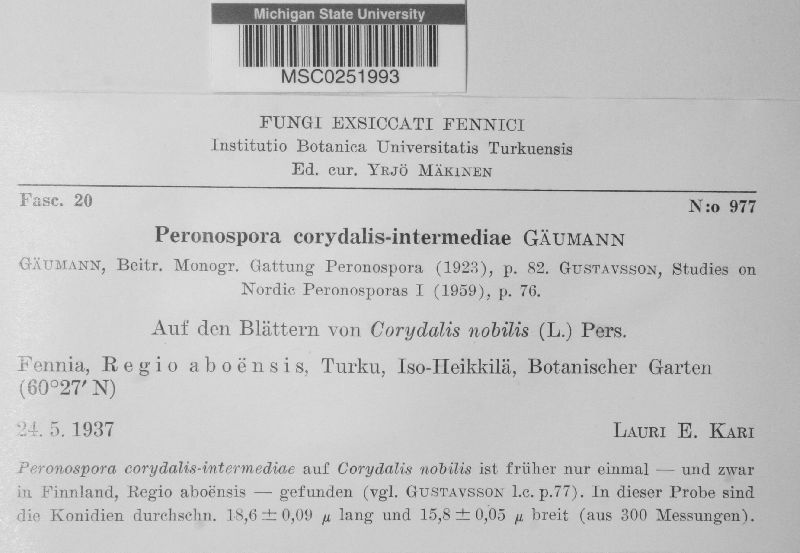 Michigan State University
MSC0251993
FUNGI EXSICCATI FENNICI
Institutio Botanica Universitatis Turkuensis
Ed. cur. YRJÖ MÄKINEN
Fasc. 20
N:o 977
Peronospora corydalis-intermediae GÄUMANN
GÄUMANN, Beitr. Monogr. Gattung Peronospora (1923), p. 82. GUSTAVSSON, Studies on
Nordic Peronosporas I (1959), p. 76.
Auf den Blättern von Corydalis nobilis (L.) Pers.
Fennia, Regio aboënsis, Turku, Iso-Heikkilä, Botanischer Garten
(60°27′ N)
24. 5. 1937
LAURI E. KARI
Peronospora corydalis-intermediae auf Corydalis nobilis ist früher nur einmal — und zwar
in Finnland, Regio aboënsis — gefunden (vgl. GUSTAVSSON l.c. p.77). In dieser Probe sind
die Konidien durchschn. 18,6 ± 0,09 μ lang und 15,8 ± 0,05 μ breit (aus 300 Messungen).